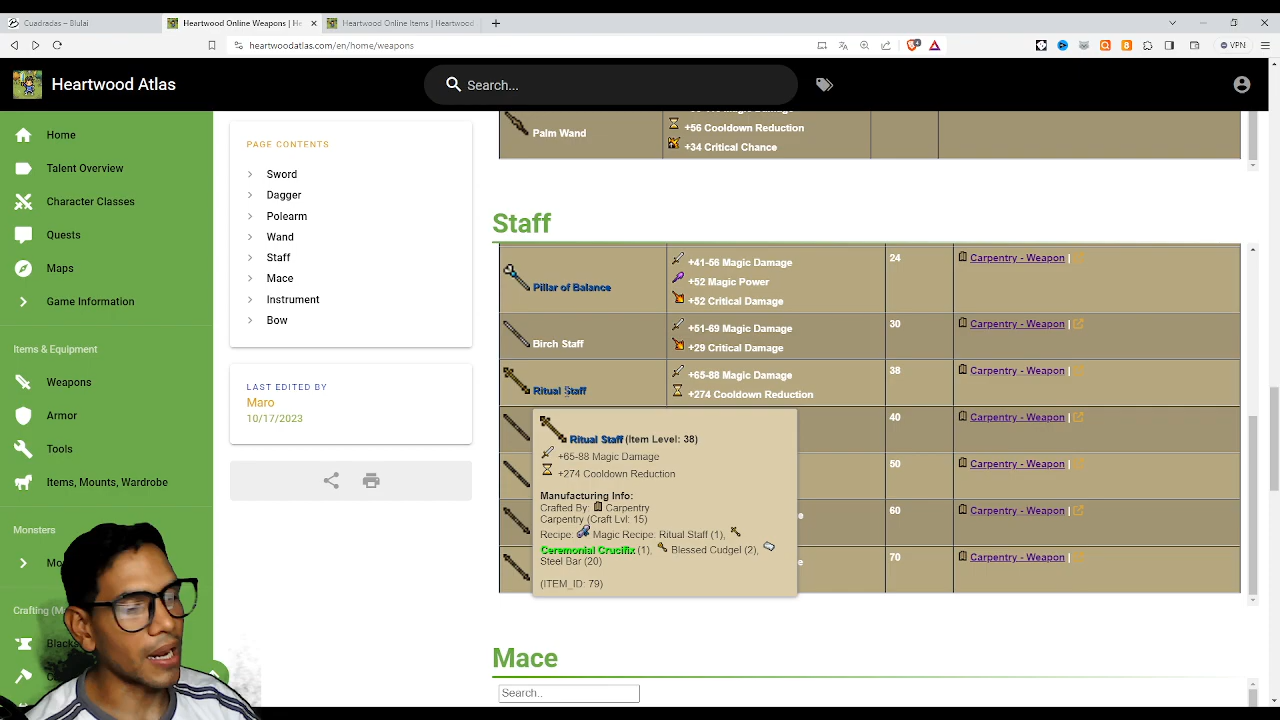 Cuadradas – Blulai
Heartwood Online Weapons | He
Heartwood Online Items | Heartwood
heartwoodatlas.com/en/home/weapons
4
VPN
Heartwood Atlas
Search...
Home
Talent Overview
Character Classes
Quests
Maps
Game Information
Items & Equipment
Weapons
Armor
Tools
Items, Mounts, Wardrobe
Monsters
Crafting
PAGE CONTENTS
Sword
Dagger
Polearm
Wand
Staff
Mace
Instrument
Bow
LAST EDITED BY
Maro
10/17/2023
Palm Wand
Magic Damage
+56 Cooldown Reduction
+34 Critical Chance
Staff
Pillar of Balance
+41-56 Magic Damage
+52 Magic Power
+52 Critical Damage
24
Carpentry - Weapon |
Birch Staff
+51-69 Magic Damage
+29 Critical Damage
30
Carpentry - Weapon |
Ritual Staff
+65-88 Magic Damage
+274 Cooldown Reduction
38
Carpentry - Weapon |
40
Carpentry - Weapon |
50
Carpentry - Weapon |
60
Carpentry - Weapon |
70
Carpentry - Weapon |
Ritual Staff (Item Level: 38)
+65-88 Magic Damage
+274 Cooldown Reduction
Manufacturing Info:
Crafted By: Carpentry
Carpentry (Craft Lvl: 15)
Recipe: Magic Recipe: Ritual Staff (1),
Ceremonial Crucifix (1), Blessed Cudgel (2),
Steel Bar (20)
(ITEM_ID: 79)
Mace
Search..